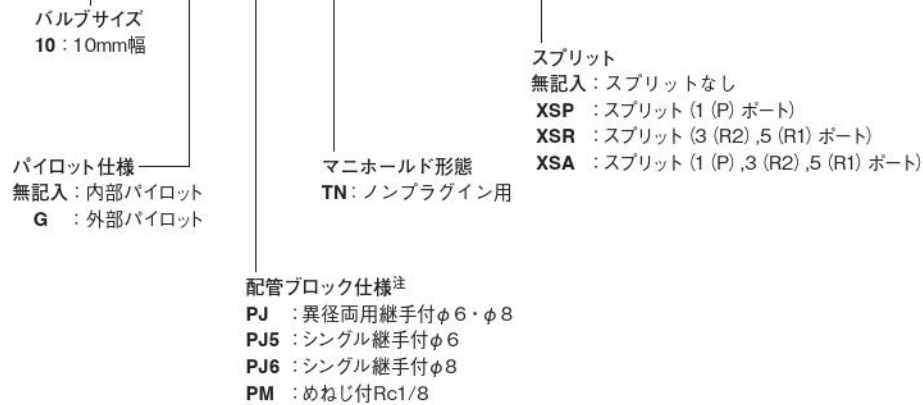 バルブサイズ
10：10mm幅
スプリット
無記入：スプリットなし
XSP ：スプリット (1 (P) ポート)
XSR ：スプリット (3 (R2) ,5 (R1) ポート)
XSA ：スプリット (1 (P) ,3 (R2) ,5 (R1) ポート)
パイロット仕様
無記入：内部パイロット
G ：外部パイロット
マニホールド形態
TN：ノンプラグイン用
配管ブロック仕様注
PJ ：異径両用継手付φ6・φ8
PJ5 ：シングル継手付φ6
PJ6 ：シングル継手付φ8
PM ：めねじ付Rc1/8